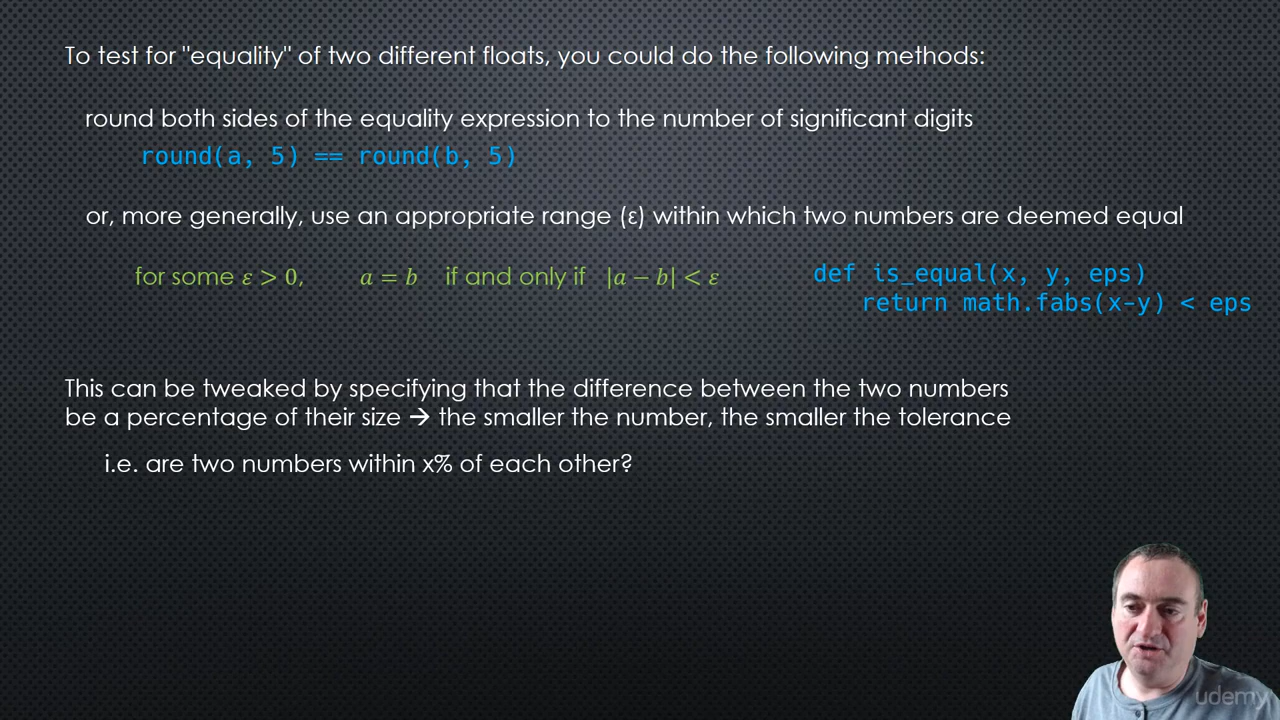 To test for "equality" of two different floats, you could do the following methods:
round both sides of the equality expression to the number of significant digits
round(a, 5) == round(b, 5)
or, more generally, use an appropriate range (ε) within which two numbers are deemed equal
for some ε > 0, a = b if and only if |a − b| < ε
def is_equal(x, y, eps)
return math.fabs(x-y) < eps
This can be tweaked by specifying that the difference between the two numbers
be a percentage of their size → the smaller the number, the smaller the tolerance
i.e. are two numbers within x% of each other?
udemy